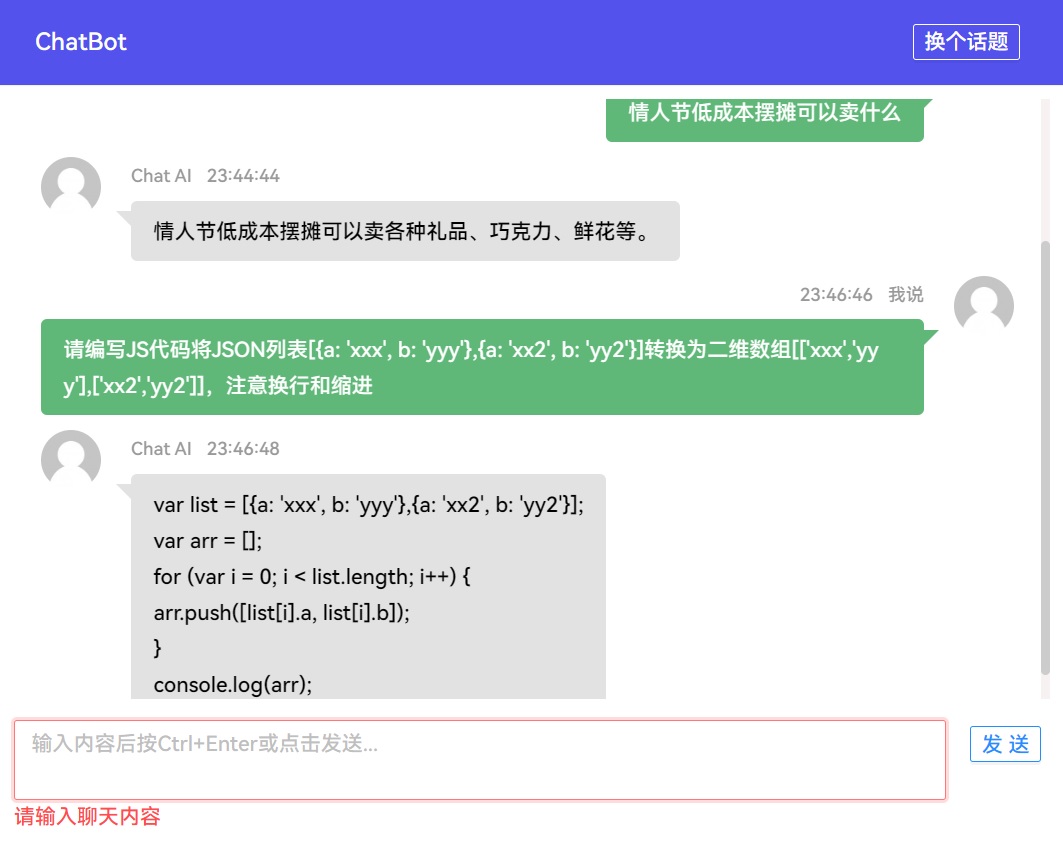 ChatBot
换个话题
情人节低成本摆摊可以卖什么
Chat AI 23:44:44
情人节低成本摆摊可以卖各种礼品、巧克力、鲜花等。
23:46:46 我说
请编写JS代码将JSON列表[{a: 'xxx', b: 'yyy'},{a: 'xx2', b: 'yy2'}]转换为二维数组[['xxx','yy
y'],['xx2','yy2']]，注意换行和缩进
Chat AI 23:46:48
var list = [{a: 'xxx', b: 'yyy'},{a: 'xx2', b: 'yy2'}];
var arr = [];
for (var i = 0; i < list.length; i++) {
arr.push([list[i].a, list[i].b]);
}
console.log(arr);
输入内容后按Ctrl+Enter或点击发送...
发 送
请输入聊天内容